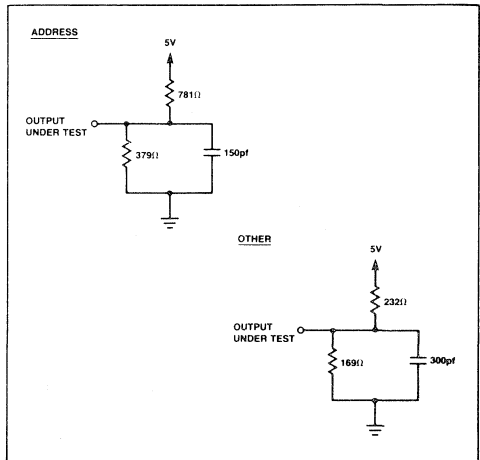 ADDRESS
5V
781Ω
OUTPUT
UNDER TEST
379Ω
150pf
OTHER
5V
232Ω
OUTPUT
UNDER TEST
169Ω
300pf